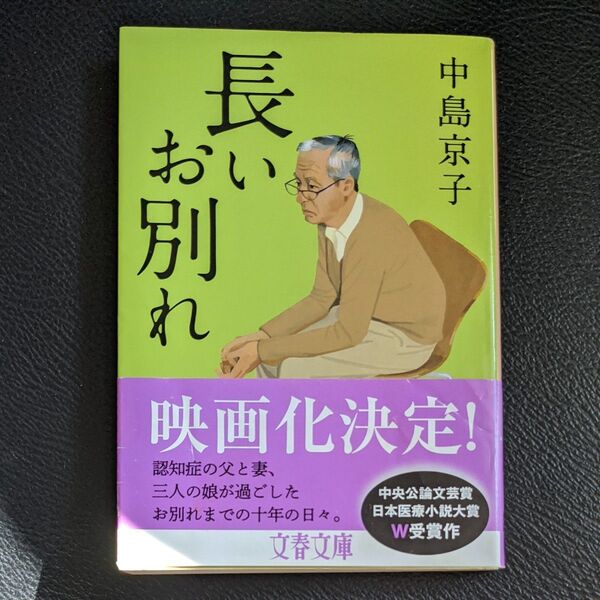 中島京子
長い
お別れ
映画化決定!
認知症の父と妻、
三人の娘が過ごした
お別れまでの十年の日々。
中央公論文芸賞
日本医療小説大賞
W受賞作
文春文庫